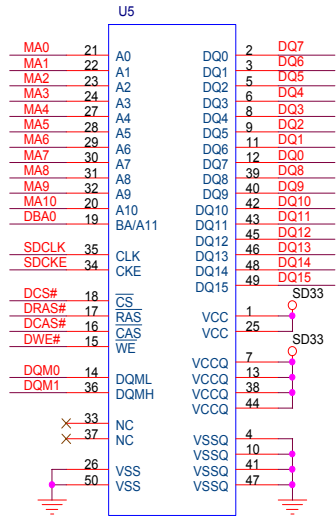 U5
MA0 21 A0 DQ0 2 DQ7
MA1 22 A1 DQ1 3 DQ6
MA2 23 A2 DQ2 5 DQ5
MA3 24 A3 DQ3 6 DQ4
MA4 27 A4 DQ4 8 DQ3
MA5 28 A5 DQ5 9 DQ2
MA6 29 A6 DQ6 11 DQ1
MA7 30 A7 DQ7 12 DQ0
MA8 31 A8 DQ8 39 DQ8
MA9 32 A9 DQ9 40 DQ9
MA10 20 A10 DQ10 42 DQ10
DBA0 19 BA/A11 DQ11 43 DQ11
DQ12 45 DQ12
SDCLK 35 CLK DQ13 46 DQ13
SDCKE 34 CKE DQ14 48 DQ14
DQ15 49 DQ15
SD33
DCS# 18 CS
DRAS# 17 RAS VCC 1
DCAS# 16 CAS VCC 25
DWE# 15 WE
SD33
VCCQ 7
DQM0 14 DQML VCCQ 13
DQM1 36 DQMH VCCQ 38
VCCQ 44
33 NC
37 NC VSSQ 4
VSSQ 10
26 VSS VSSQ 41
50 VSS VSSQ 47